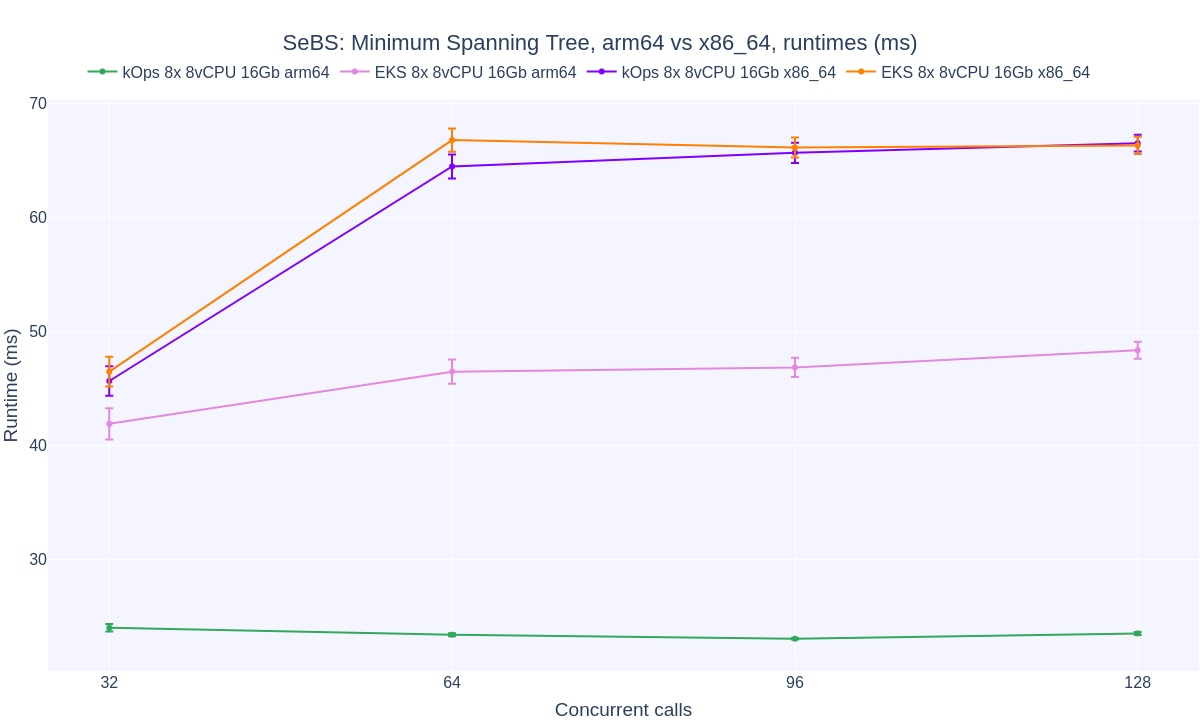 SeBS: Minimum Spanning Tree, arm64 vs x86_64, runtimes (ms)
kOps 8x 8vCPU 16Gb arm64 EKS 8x 8vCPU 16Gb arm64 kOps 8x 8vCPU 16Gb x86_64 EKS 8x 8vCPU 16Gb x86_64
70
60
50
40
30
Runtime (ms)
32 64 96 128
Concurrent calls